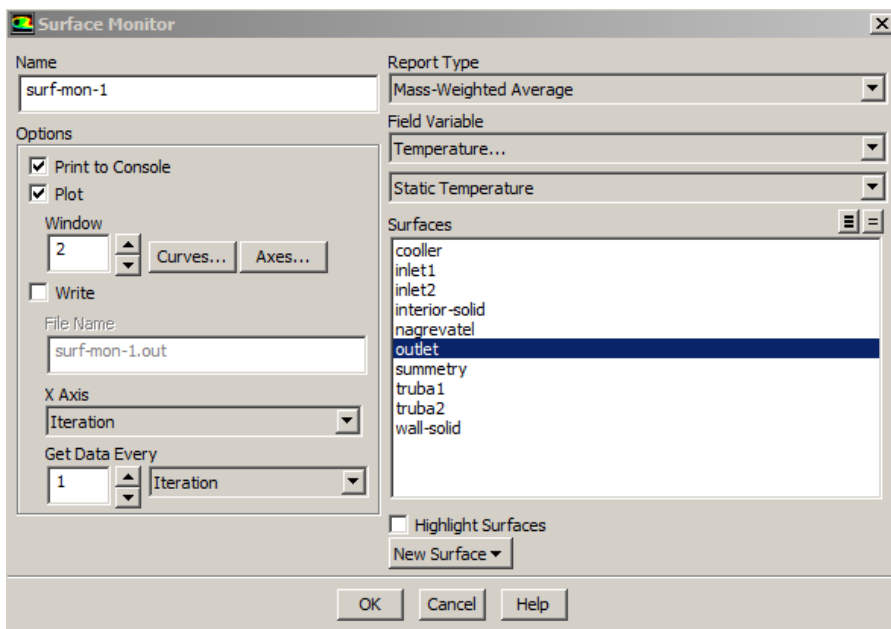 Surface Monitor
Name
surf-mon-1
Options
Print to Console
Plot
Window
2
Curves...
Axes...
Write
File Name
surf-mon-1.out
X Axis
Iteration
Get Data Every
1
Iteration
Report Type
Mass-Weighted Average
Field Variable
Temperature...
Static Temperature
Surfaces
cooller
inlet1
inlet2
interior-solid
nagrevatel
outlet
summetry
truba1
truba2
wall-solid
Highlight Surfaces
New Surface
OK
Cancel
Help